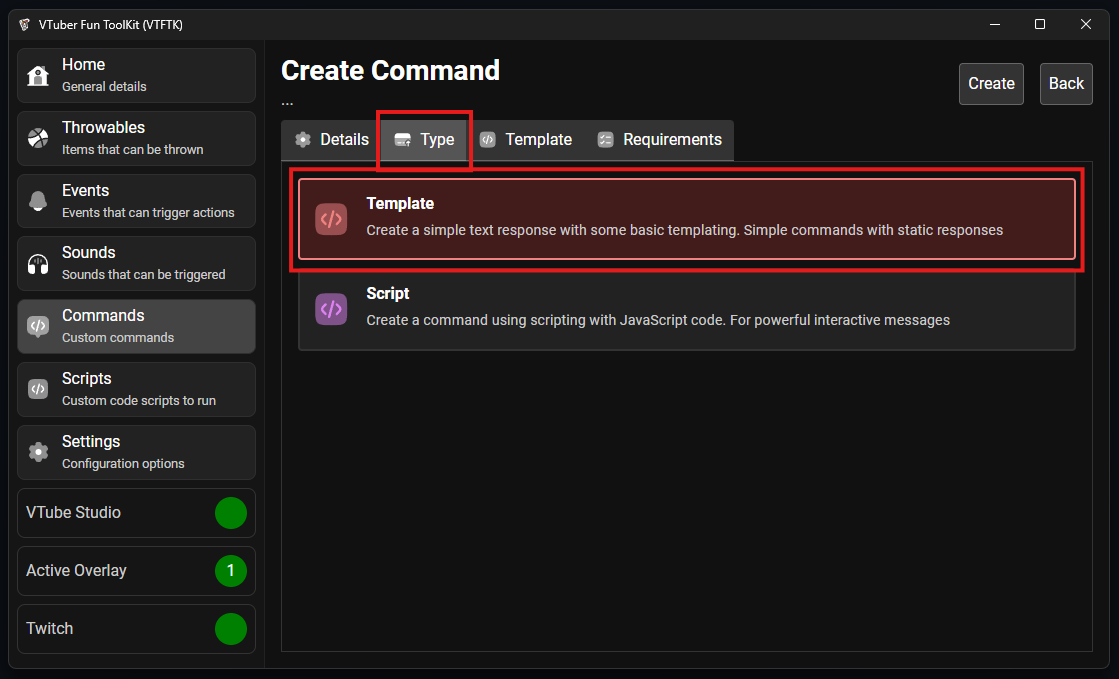 VTuber Fun ToolKit (VTFTK)
Home
General details
Throwables
Items that can be thrown
Events
Events that can trigger actions
Sounds
Sounds that can be triggered
Commands
Custom commands
Scripts
Custom code scripts to run
Settings
Configuration options
VTube Studio
Active Overlay 1
Twitch
Create Command
...
Create Back
Details Type Template Requirements
Template
Create a simple text response with some basic templating. Simple commands with static responses
Script
Create a command using scripting with JavaScript code. For powerful interactive messages